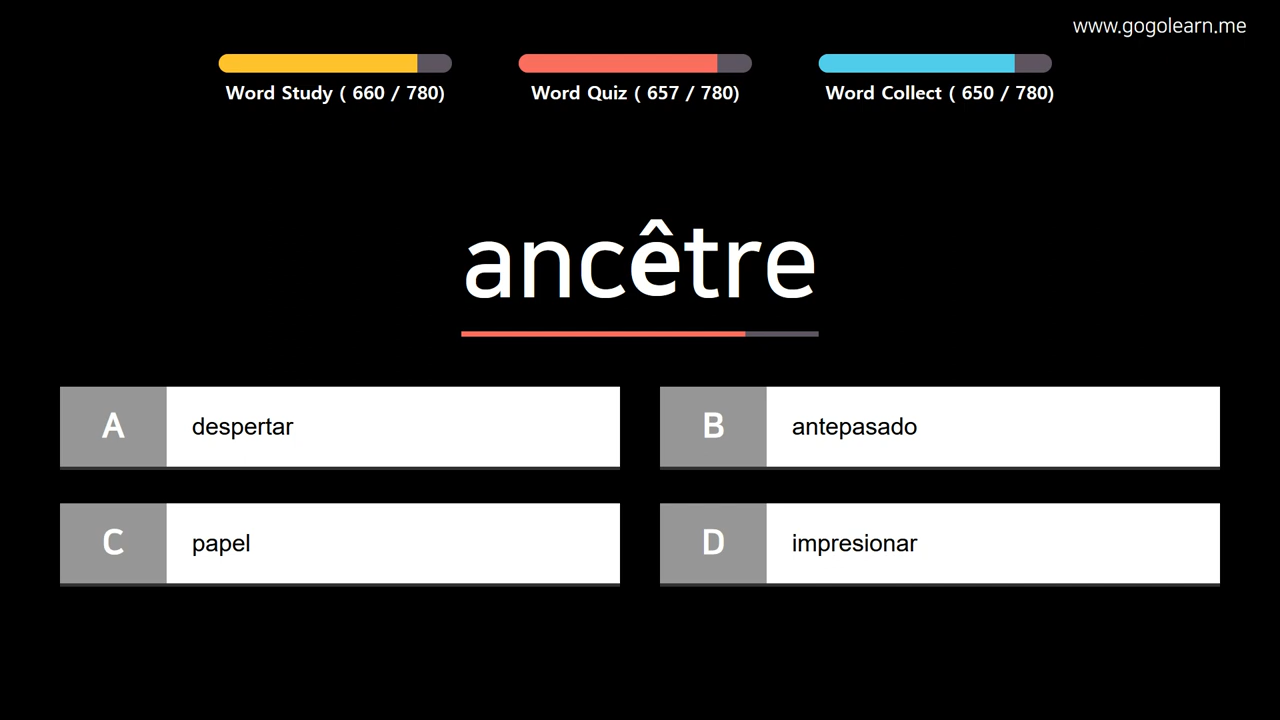 www.gogolearn.me
Word Study ( 660 / 780)
Word Quiz ( 657 / 780)
Word Collect ( 650 / 780)
ancêtre
A despertar
B antepasado
C papel
D impresionar